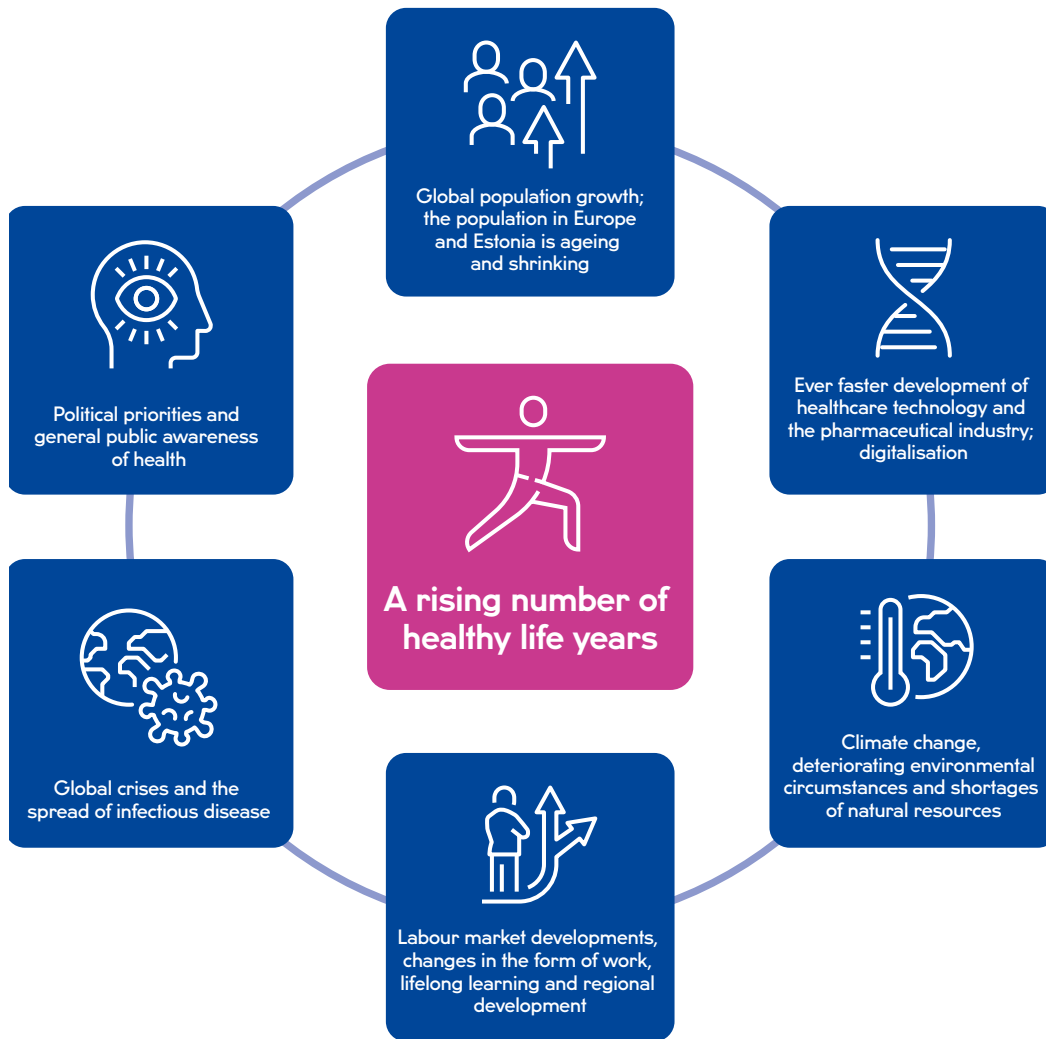 Global population growth;
the population in Europe
and Estonia is ageing
and shrinking
Ever faster development of
healthcare technology and
the pharmaceutical industry;
digitalisation
Climate change,
deteriorating environmental
circumstances and shortages
of natural resources
Labour market developments,
changes in the form of work,
lifelong learning and regional
development
Global crises and the
spread of infectious disease
Political priorities and
general public awareness
of health
A rising number of
healthy life years